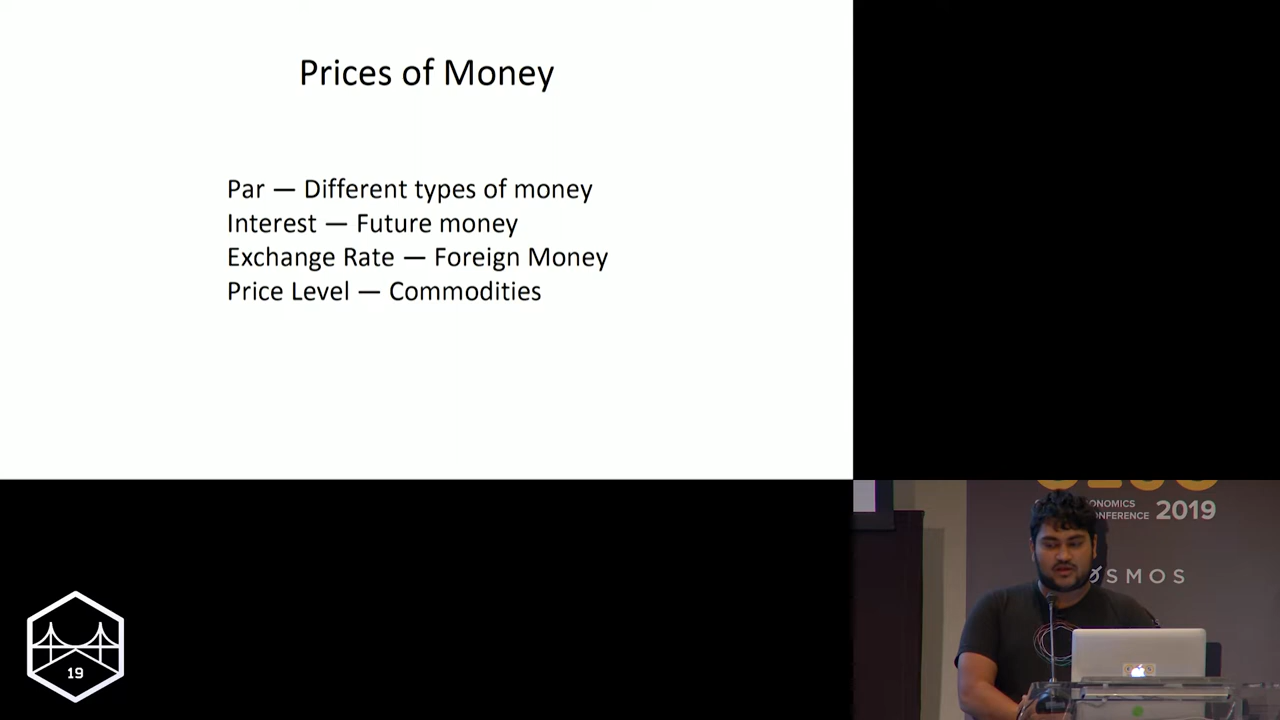 Prices of Money
Par — Different types of money
Interest — Future money
Exchange Rate — Foreign Money
Price Level — Commodities
2019
19